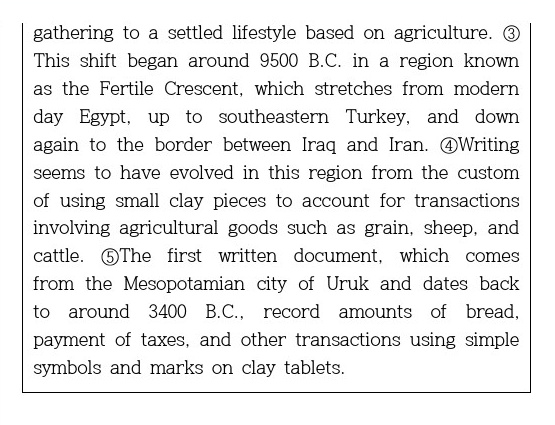 gathering to a settled lifestyle based on agriculture. ③
This shift began around 9500 B.C. in a region known
as the Fertile Crescent, which stretches from modern
day Egypt, up to southeastern Turkey, and down
again to the border between Iraq and Iran. ④Writing
seems to have evolved in this region from the custom
of using small clay pieces to account for transactions
involving agricultural goods such as grain, sheep, and
cattle. ⑤The first written document, which comes
from the Mesopotamian city of Uruk and dates back
to around 3400 B.C., record amounts of bread,
payment of taxes, and other transactions using simple
symbols and marks on clay tablets.